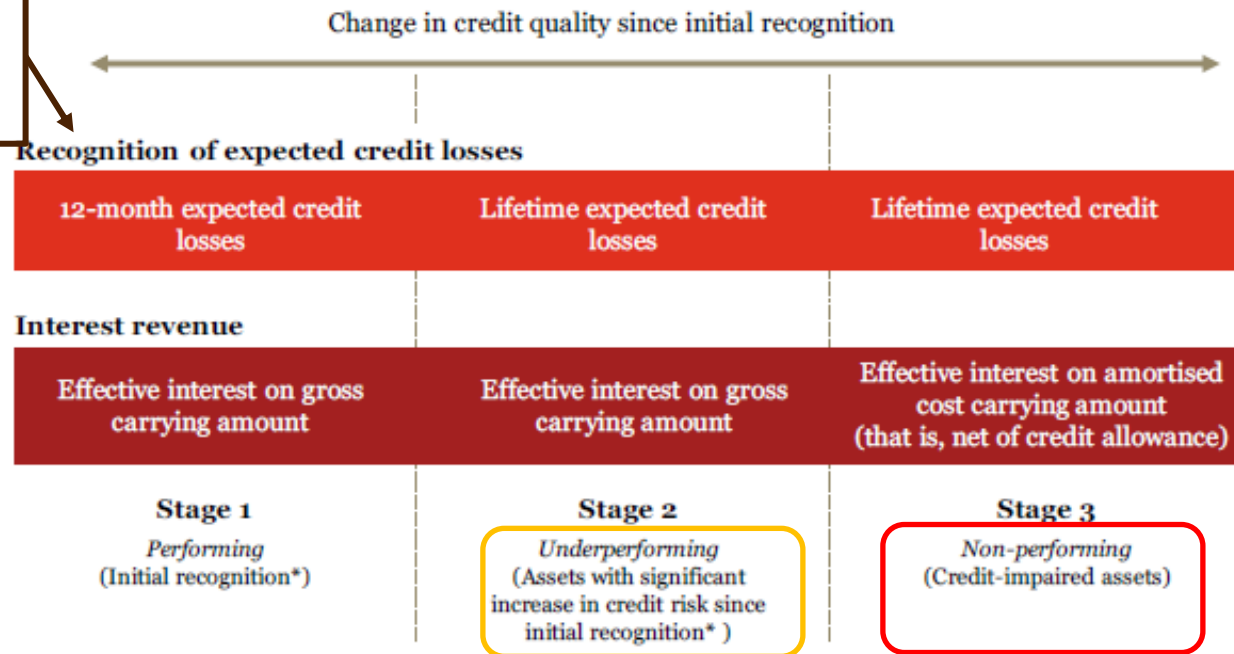 Change in credit quality since initial recognition
Recognition of expected credit losses
12-month expected credit
losses
Lifetime expected credit
losses
Lifetime expected credit
losses
Interest revenue
Effective interest on gross
carrying amount
Effective interest on gross
carrying amount
Effective interest on amortised
cost carrying amount
(that is, net of credit allowance)
Stage 1
Performing
(Initial recognition*)
Stage 2
Underperforming
(Assets with significant
increase in credit risk since
initial recognition* )
Stage 3
Non-performing
(Credit-impaired assets)